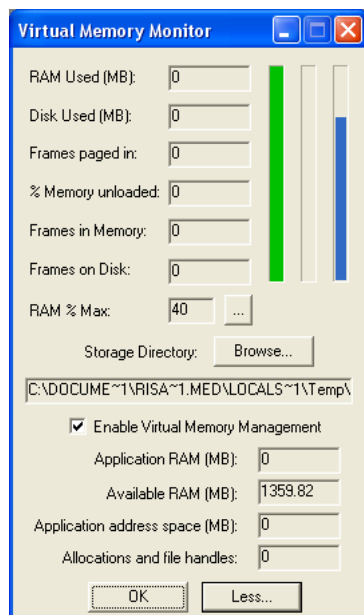 Virtual Memory Monitor
RAM Used (MB): 0
Disk Used (MB): 0
Frames paged in: 0
% Memory unloaded: 0
Frames in Memory: 0
Frames on Disk: 0
RAM % Max: 40 ...
Storage Directory: Browse...
C:\DOCUME~1\RISA~1.MED\LOCALS~1\Temp\
Enable Virtual Memory Management
Application RAM (MB): 0
Available RAM (MB): 1359.82
Application address space (MB): 0
Allocations and file handles: 0
OK Less...